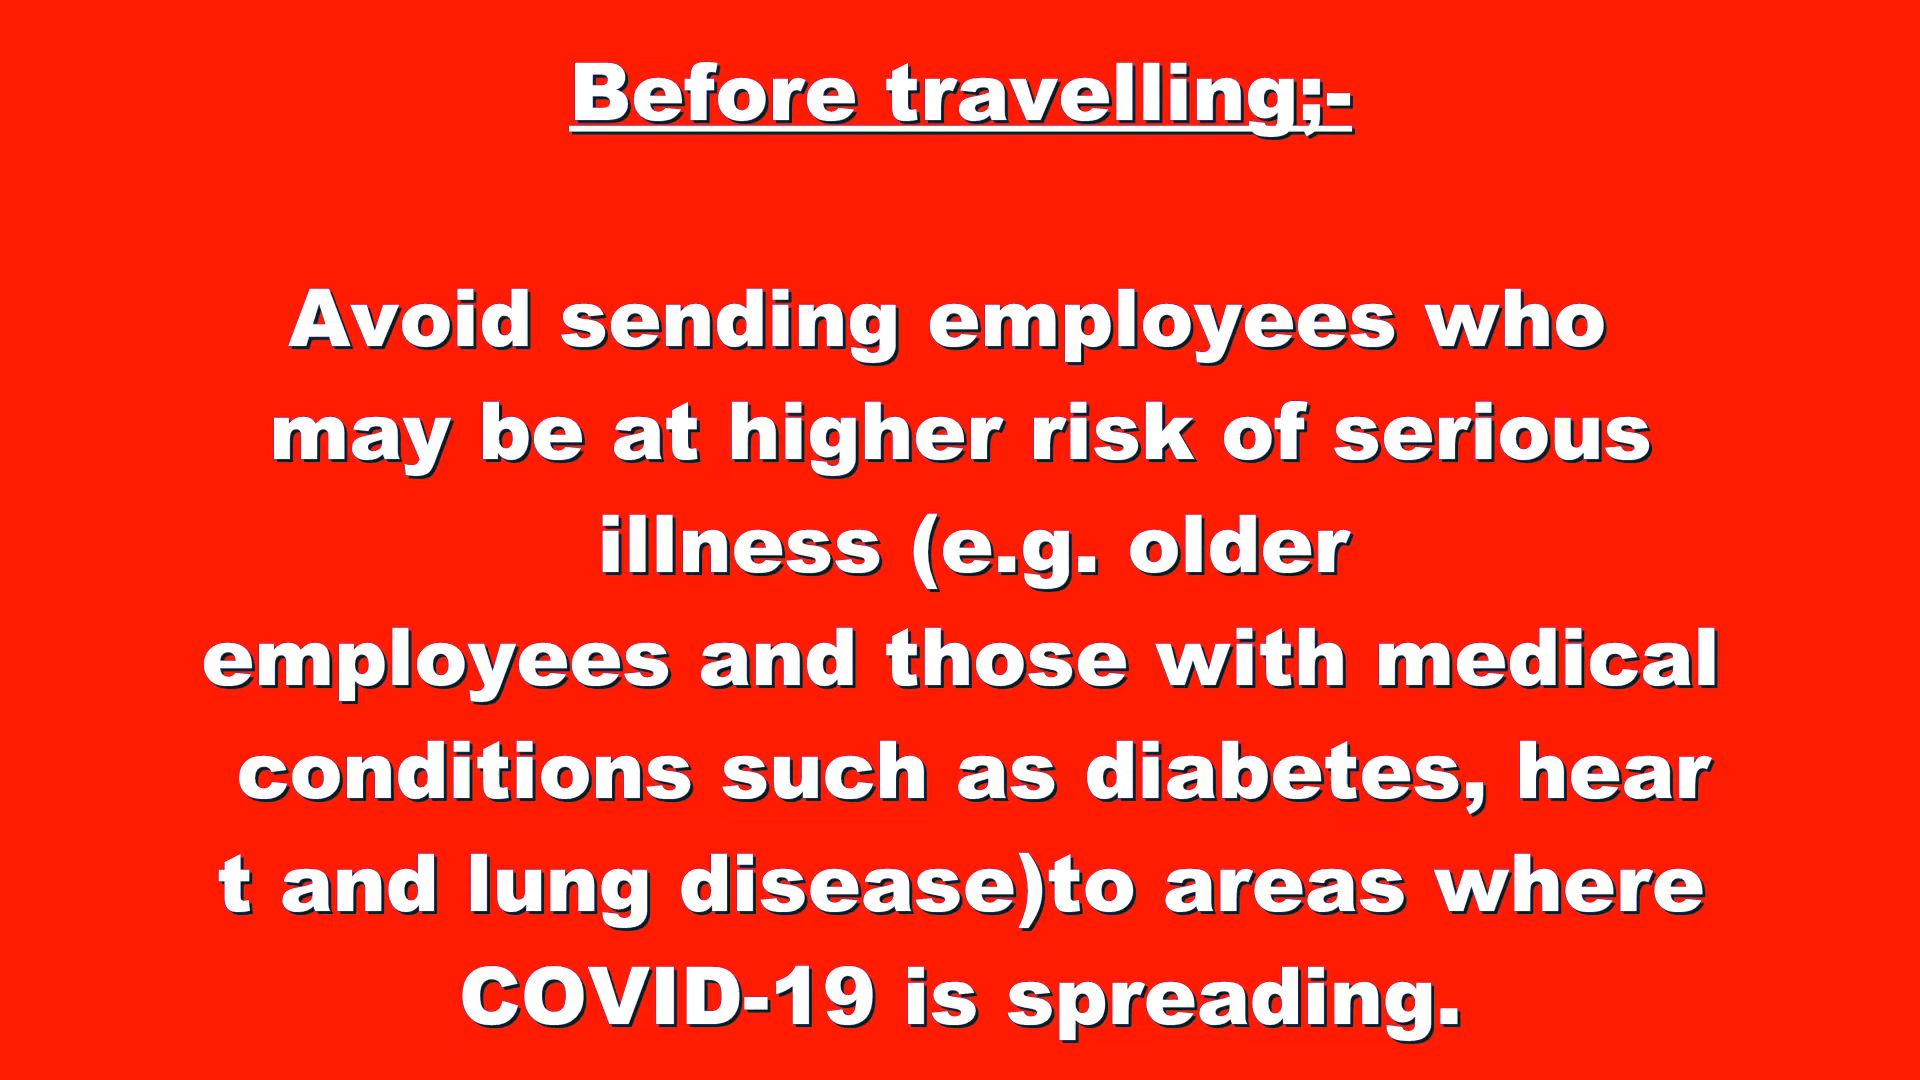 Before travelling;-
Avoid sending employees who
may be at higher risk of serious
illness (e.g. older
employees and those with medical
conditions such as diabetes, hear
t and lung disease)to areas where
COVID-19 is spreading.